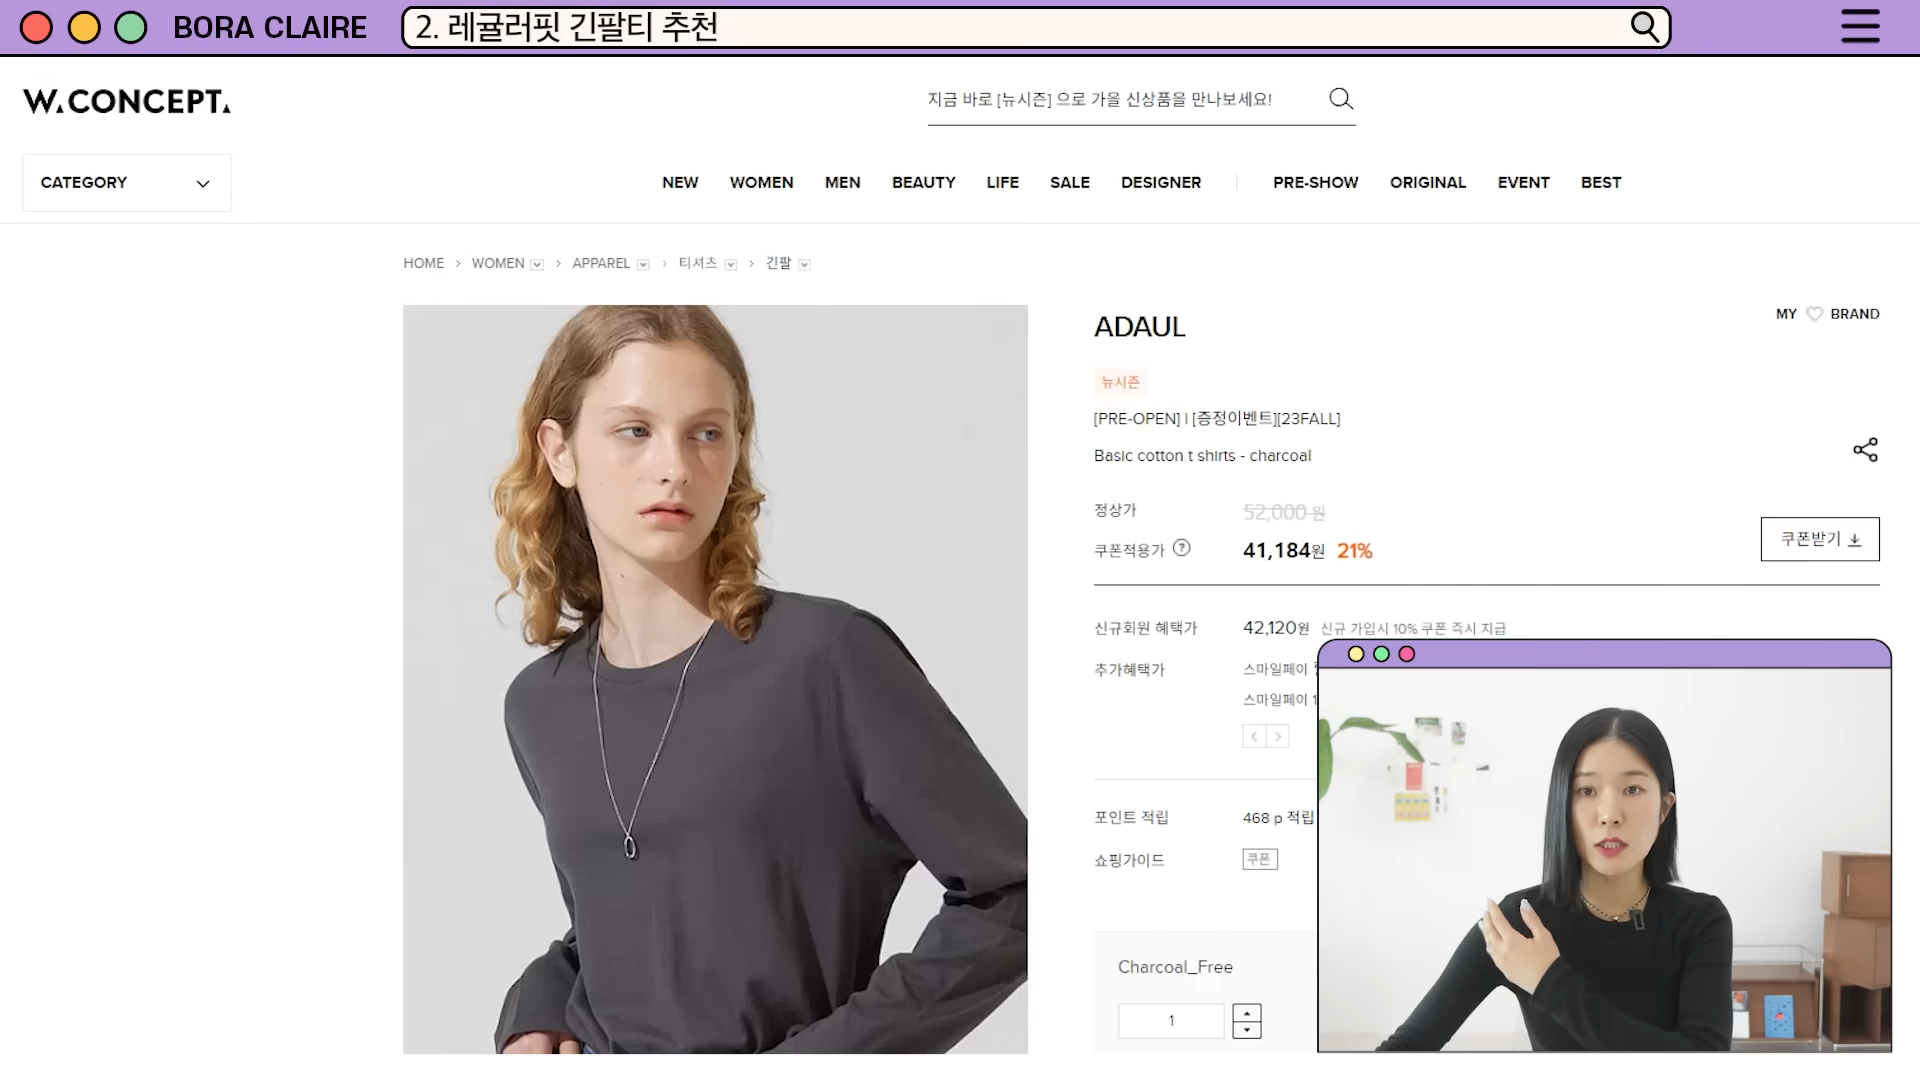 BORA CLAIRE
2. 레귤러핏 긴팔티 추천
W.CONCEPT.
지금 바로 [뉴시즌] 으로 가을 신상품을 만나보세요!
CATEGORY
NEW WOMEN MEN BEAUTY LIFE SALE DESIGNER PRE-SHOW ORIGINAL EVENT BEST
HOME > WOMEN > APPAREL > 티셔츠 > 긴팔
ADAUL
MY BRAND
뉴시즌
[PRE-OPEN] | [증정이벤트][23FALL]
Basic cotton t shirts - charcoal
정상가 52,000 원
쿠폰적용가 ? 41,184원 21%
쿠폰받기
신규회원 혜택가 42,120원 신규 가입시 10% 쿠폰 즉시 지급
추가혜택가 스마일페이
스마일페이 1
포인트 적립 468 p 적립
쇼핑가이드 쿠폰
Charcoal_Free
1